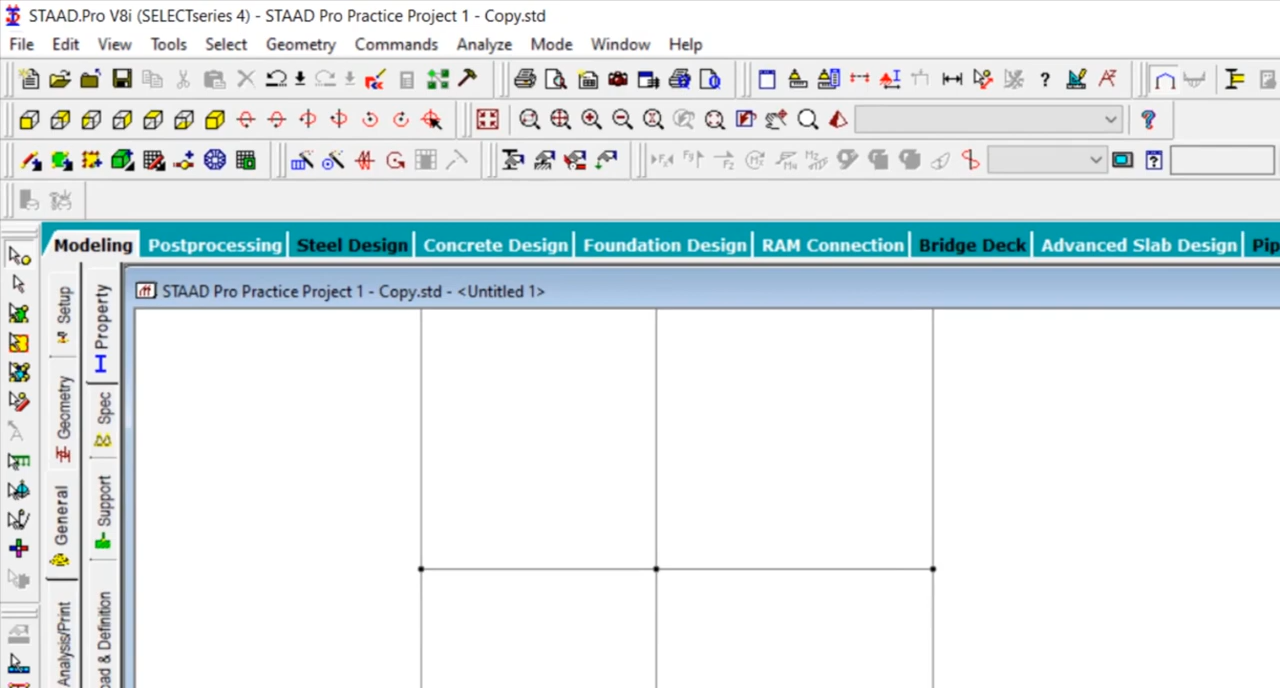 STAAD.Pro V8i (SELECTseries 4) - STAAD Pro Practice Project 1 - Copy.std
File Edit View Tools Select Geometry Commands Analyze Mode Window Help
Modeling Postprocessing Steel Design Concrete Design Foundation Design RAM Connection Bridge Deck Advanced Slab Design Pip
STAAD Pro Practice Project 1 - Copy.std - <Untitled 1>
Setup
Geometry
General
Analysis/Print
Property
Spec
Support
oad & Definition